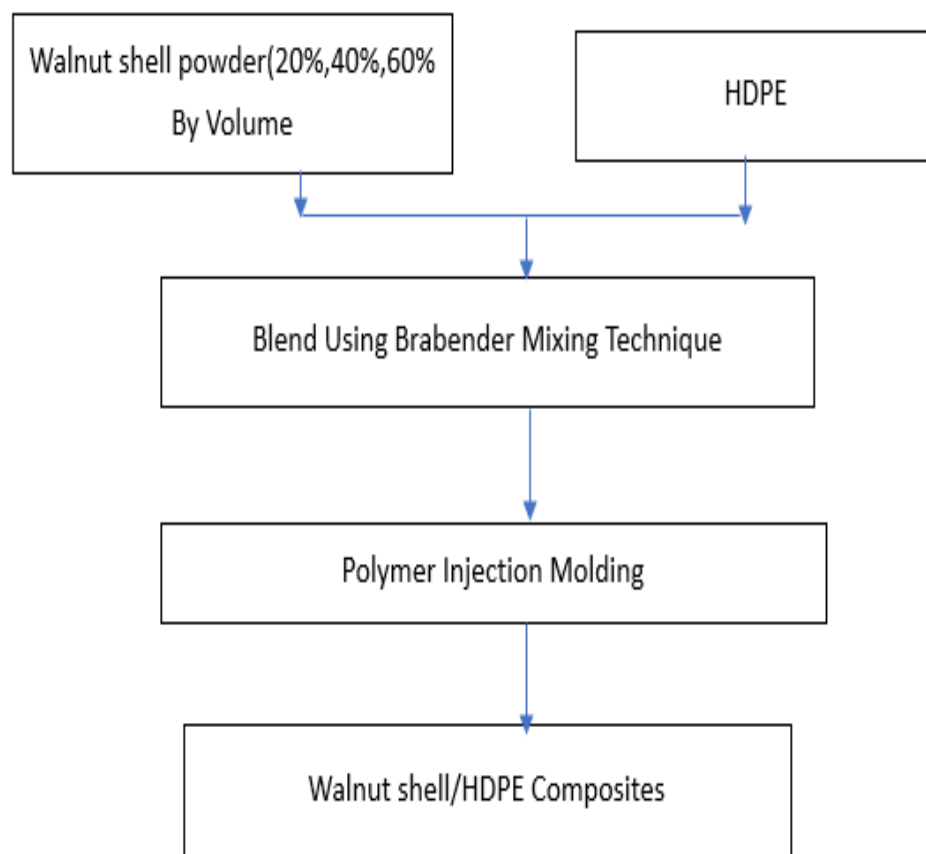 Walnut shell powder(20%,40%,60%
By Volume
HDPE
Blend Using Brabender Mixing Technique
Polymer Injection Molding
Walnut shell/HDPE Composites